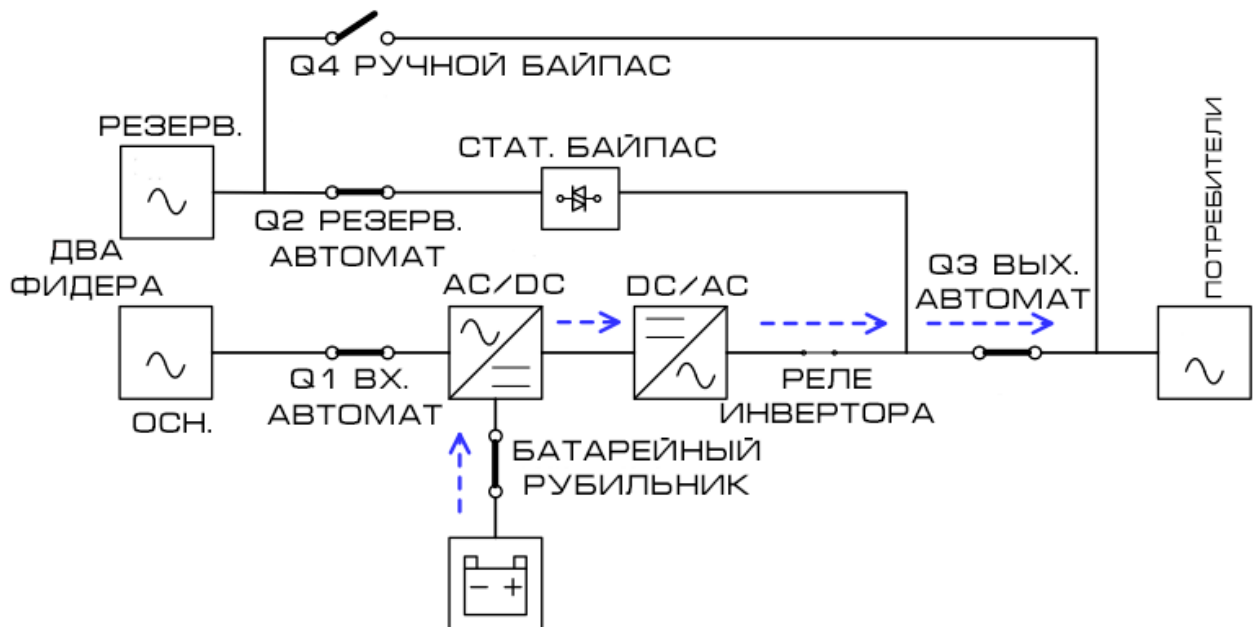 Q4 РУЧНОЙ БАЙПАС
РЕЗЕРВ.
СТАТ. БАЙПАС
Q2 РЕЗЕРВ.
АВТОМАТ
ДВА
ФИДЕРА
AC/DC
DC/AC
Q3 ВЫХ.
АВТОМАТ
ПОТРЕБИТЕЛИ
ОСН.
Q1 ВХ.
АВТОМАТ
РЕЛЕ
ИНВЕРТОРА
БАТАРЕЙНЫЙ
РУБИЛЬНИК
- +